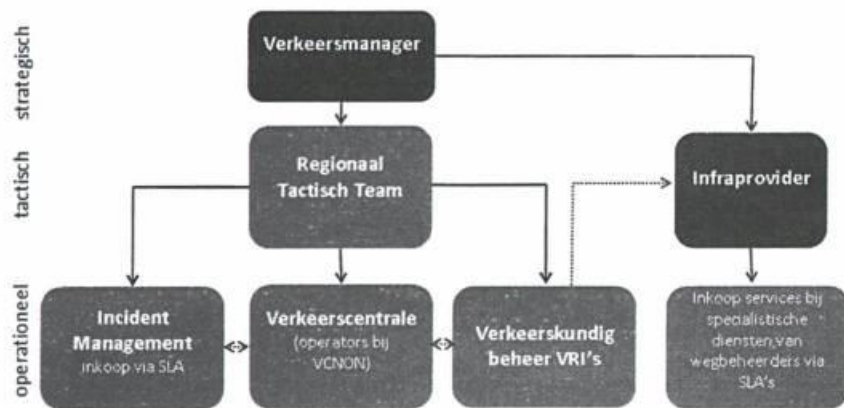 strategisch
Verkeersmanager
tactisch
Regionaal
Tactisch Team
Infraprovider
operationeel
Incident
Management
inkoop via SLA
Verkeerscentrale
(operators bij
VCNON)
Verkeerskundig
beheer VRI's
Inkoop services bij
specialistische
diensten van
wegbeheerders via
SLA's